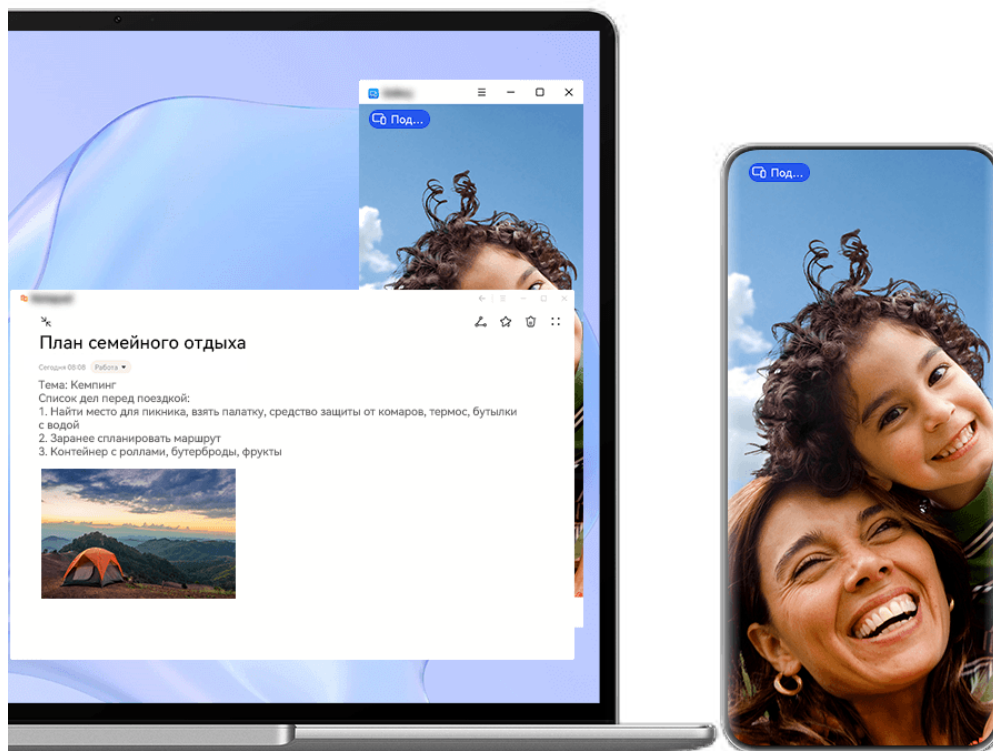 Под...
Под...
План семейного отдыха
Сегодня 08:08 Работа
Тема: Кемпинг
Список дел перед поездкой:
1. Найти место для пикника, взять палатку, средство защиты от комаров, термос, бутылки
с водой
2. Заранее спланировать маршрут
3. Контейнер с роллами, бутерброды, фрукты